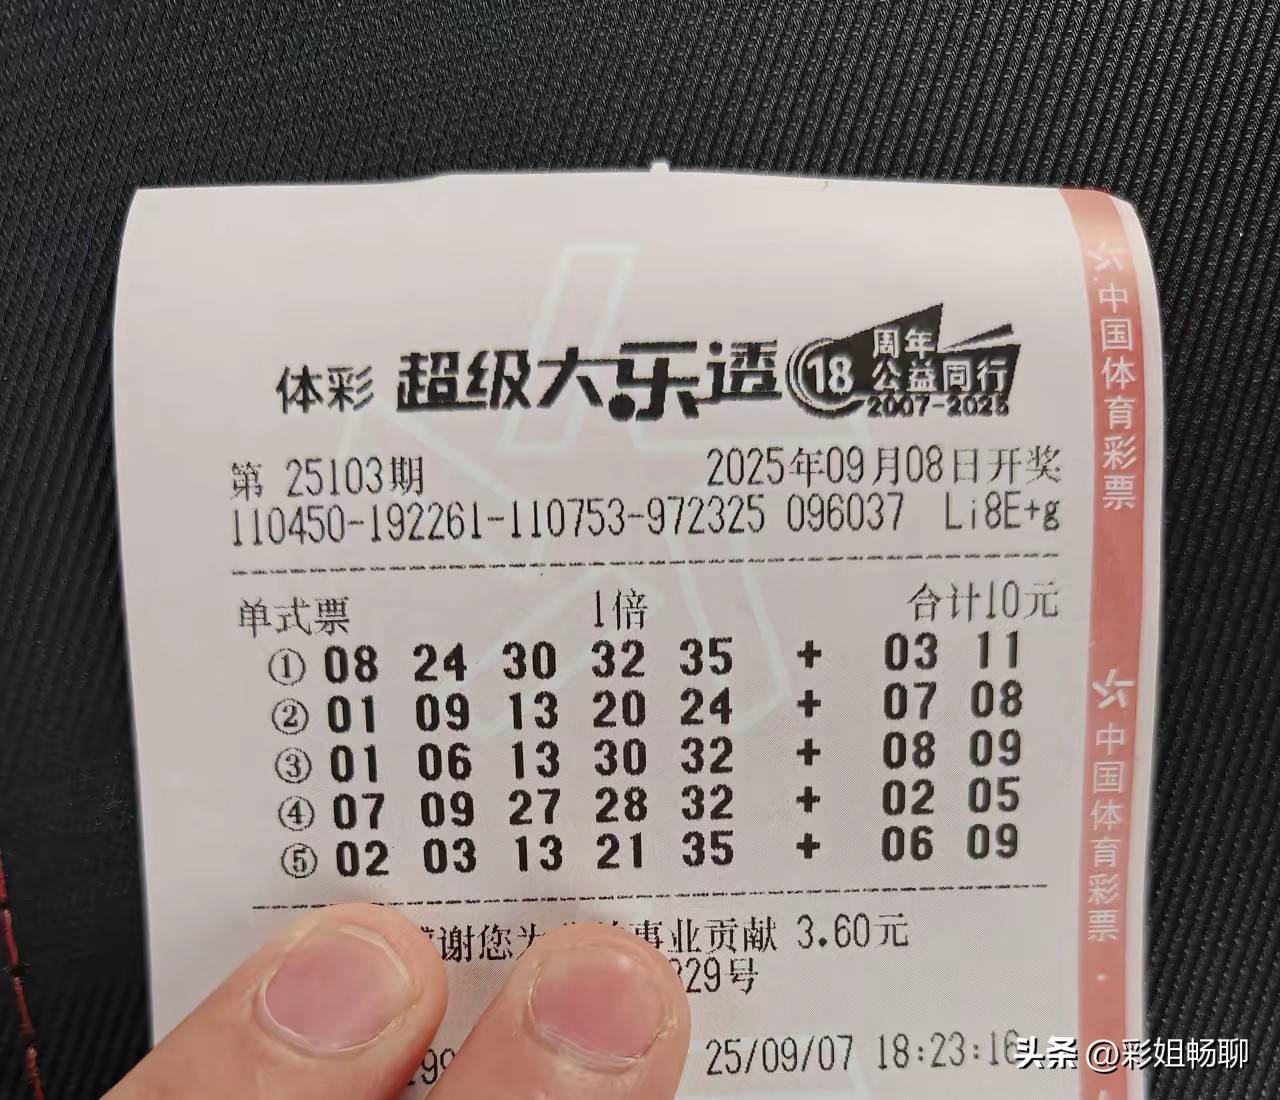 体彩 超级大乐透 18 周年 公益同行 2007-2025
第 25103期 2025年09月08日开奖
110450-192261-110753-972325 096037 Li8E+g
单式票 1倍 合计10元
① 08 24 30 32 35 + 03 11
② 01 09 13 20 24 + 07 08
③ 01 06 13 30 32 + 08 09
④ 07 09 27 28 32 + 02 05
⑤ 02 03 13 21 35 + 06 09
谢您为 事业贡献 3.60元
29号
25/09/07 18:23:16
中国体育彩票
中国体育彩票
头条 @彩姐畅聊